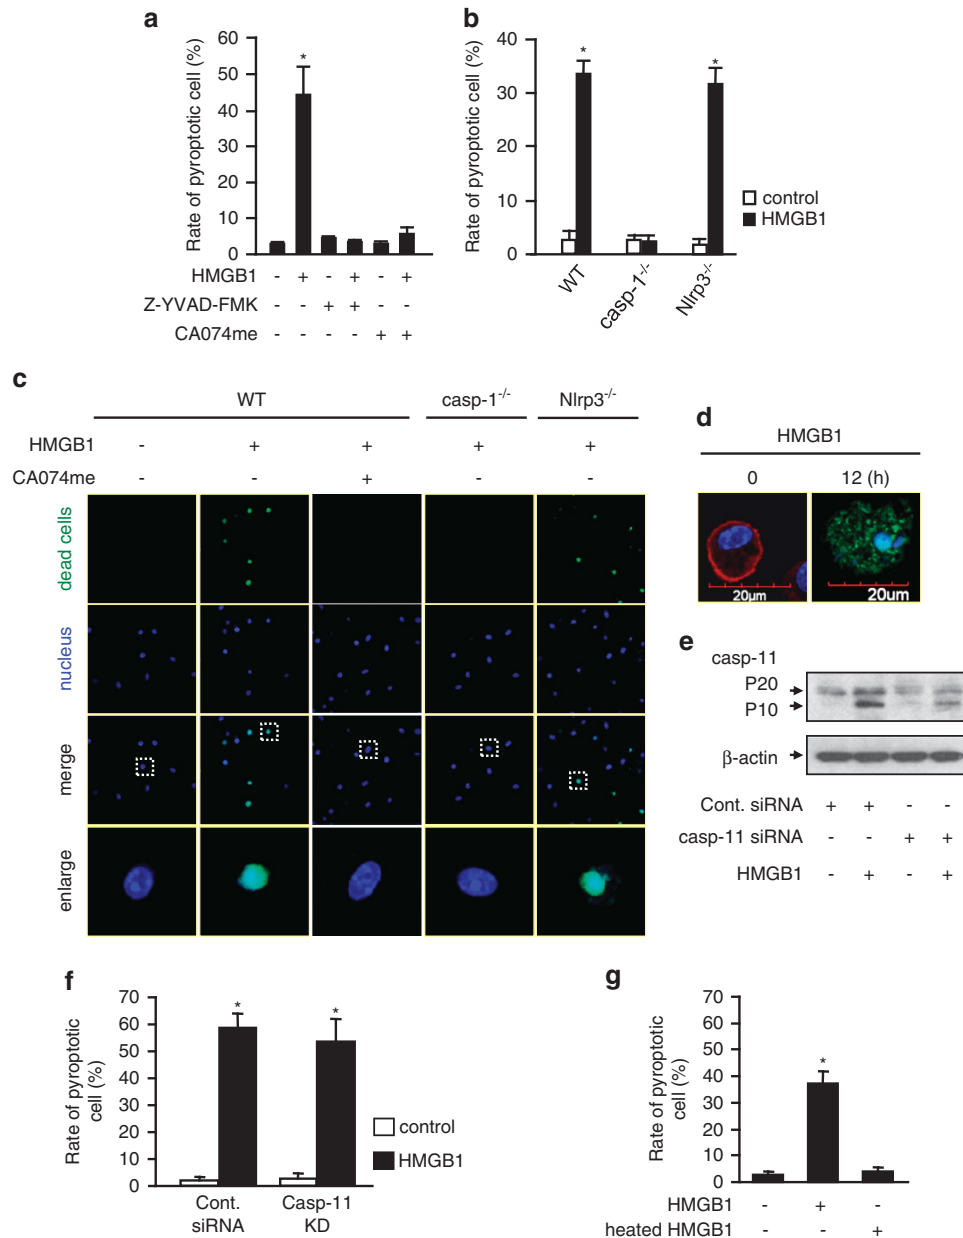 a
Rate of pyroptotic cell (%)
60
50
40
30
20
10
0
*
HMGB1 - + - + - +
Z-YVAD-FMK - - + + - -
CA074me - - - - + +
b
Rate of pyroptotic cell (%)
40
30
20
10
0
*
*
WT
casp-1-/-
Nlrp3-/-
control
HMGB1
c
WT casp-1-/- Nlrp3-/-
HMGB1 - + + + +
CA074me - - + - -
dead cells
nucleus
merge
enlarge
d
HMGB1
0 12 (h)
20µm 20µm
e
casp-11
P20
P10
β-actin
Cont. siRNA + + - -
casp-11 siRNA - - + +
HMGB1 - + - +
f
Rate of pyroptotic
cell (%)
70
60
50
40
30
20
10
0
*
*
Cont.
siRNA
Casp-11
KD
control
HMGB1
g
Rate of pyroptotic
cell (%)
70
60
50
40
30
20
10
0
*
HMGB1 - + -
heated HMGB1 - - +